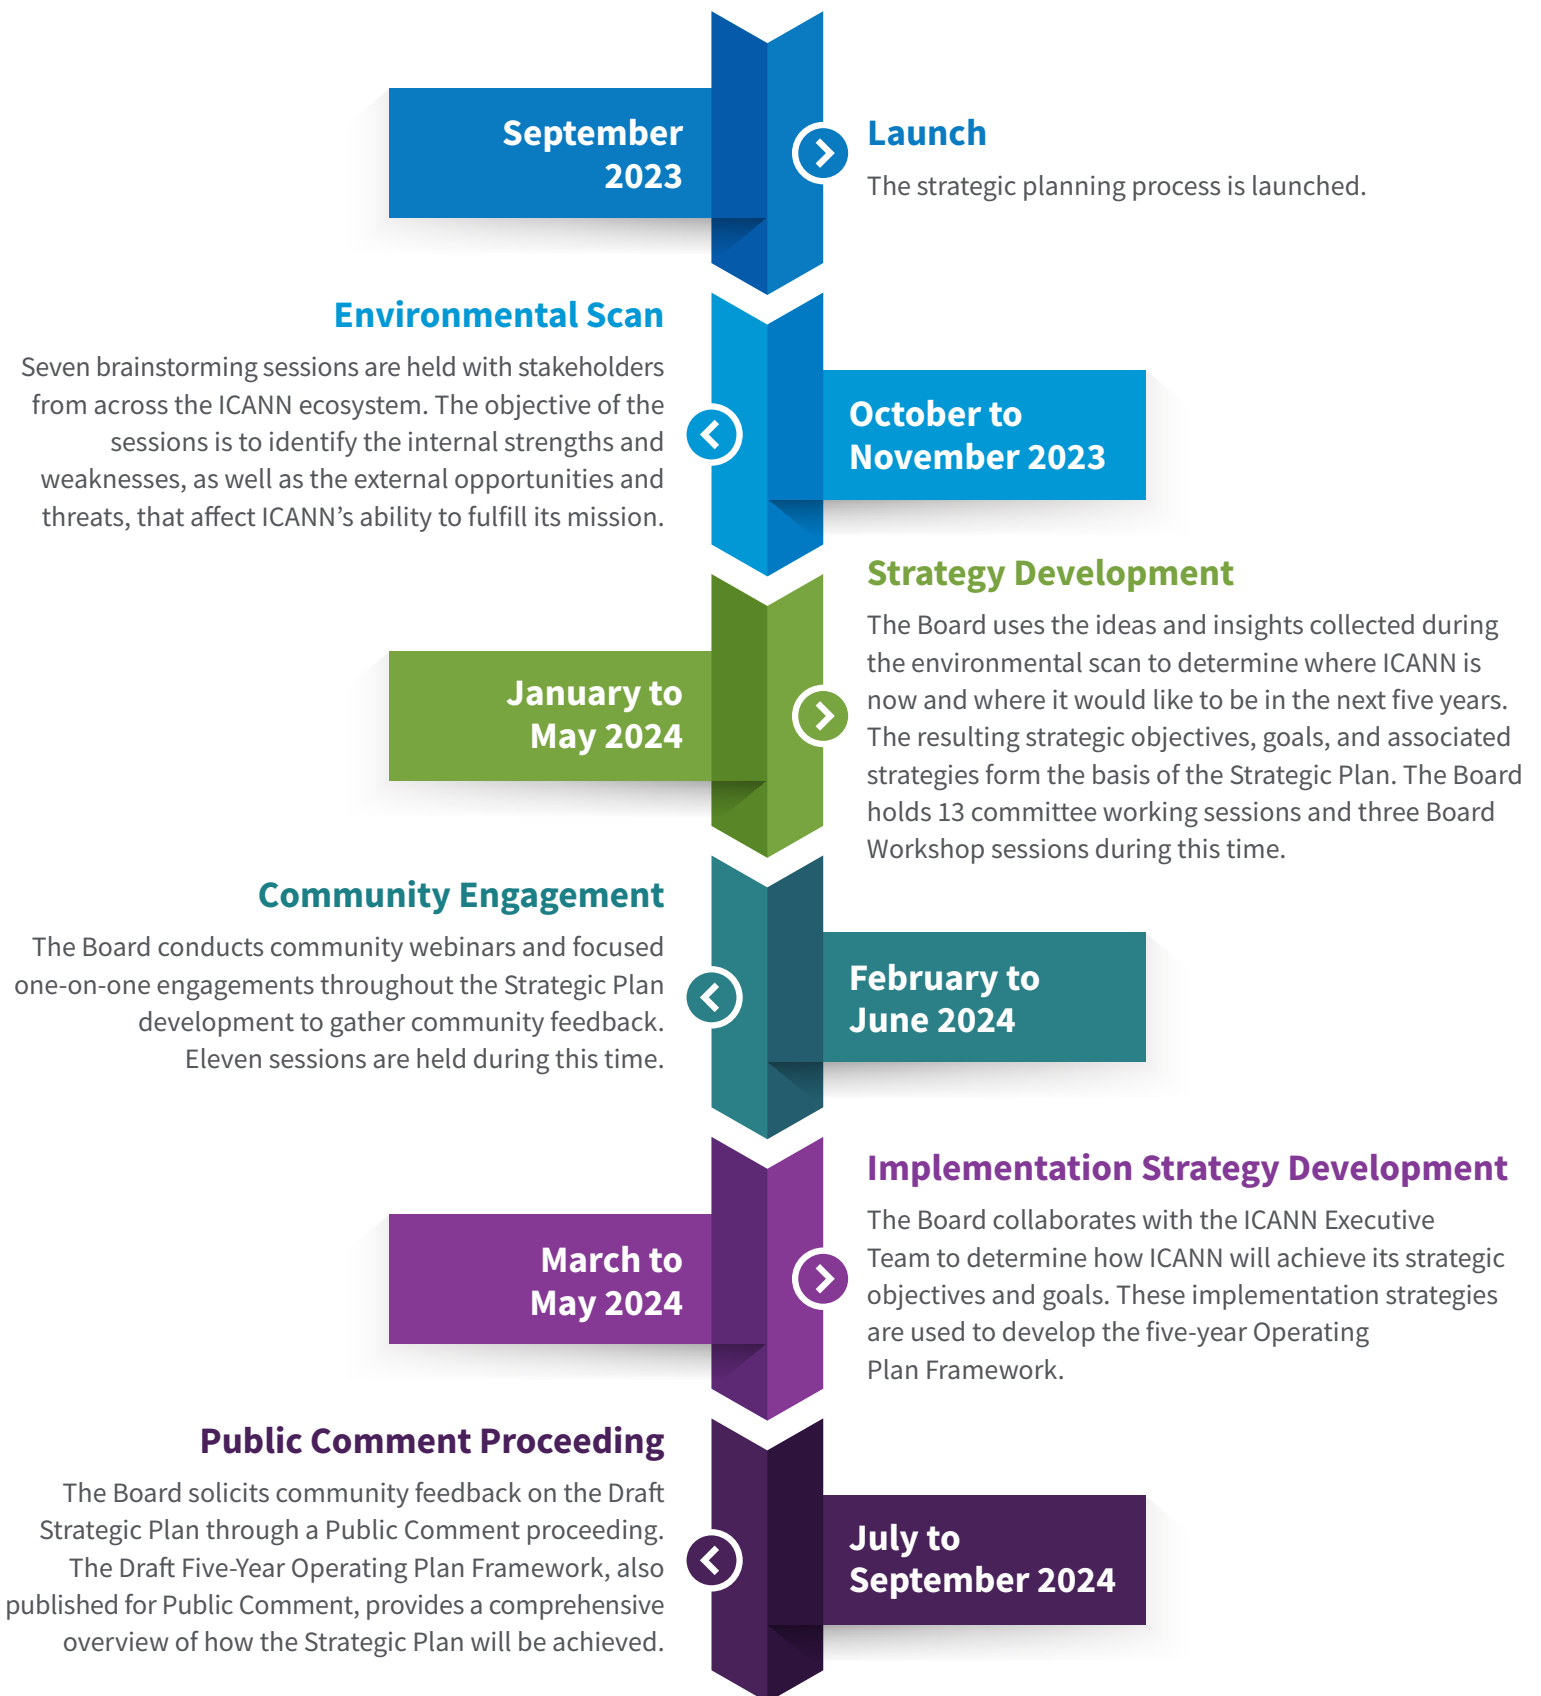 September
2023
Launch
The strategic planning process is launched.
Environmental Scan
Seven brainstorming sessions are held with stakeholders
from across the ICANN ecosystem. The objective of the
sessions is to identify the internal strengths and
weaknesses, as well as the external opportunities and
threats, that affect ICANN’s ability to fulfill its mission.
October to
November 2023
Strategy Development
The Board uses the ideas and insights collected during
the environmental scan to determine where ICANN is
now and where it would like to be in the next five years.
The resulting strategic objectives, goals, and associated
strategies form the basis of the Strategic Plan. The Board
holds 13 committee working sessions and three Board
Workshop sessions during this time.
January to
May 2024
Community Engagement
The Board conducts community webinars and focused
one-on-one engagements throughout the Strategic Plan
development to gather community feedback.
Eleven sessions are held during this time.
February to
June 2024
Implementation Strategy Development
The Board collaborates with the ICANN Executive
Team to determine how ICANN will achieve its strategic
objectives and goals. These implementation strategies
are used to develop the five-year Operating
Plan Framework.
March to
May 2024
Public Comment Proceeding
The Board solicits community feedback on the Draft
Strategic Plan through a Public Comment proceeding.
The Draft Five-Year Operating Plan Framework, also
published for Public Comment, provides a comprehensive
overview of how the Strategic Plan will be achieved.
July to
September 2024